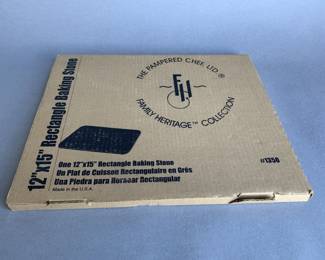 12"x15" Rectangle Baking Stone
THE PAMPERED CHEF, LTD.®
FH
FAMILY HERITAGE™ COLLECTION
One 12"x15" Rectangle Baking Stone
Un Plat de Cuisson Rectangulaire en Grès
Una Piedra para Hornear Rectangular
Made in the U.S.A.
#1350